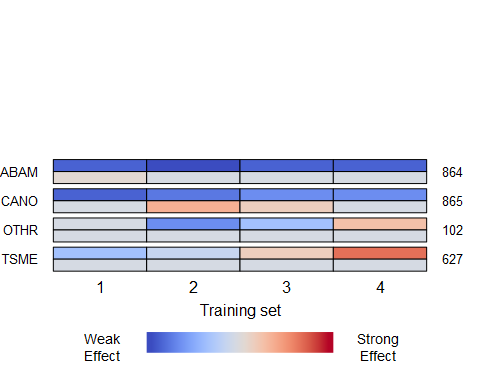 ABAM 864
CANO 865
OTHR 102
TSME 627
1 2 3 4
Training set
Weak Effect
Strong Effect